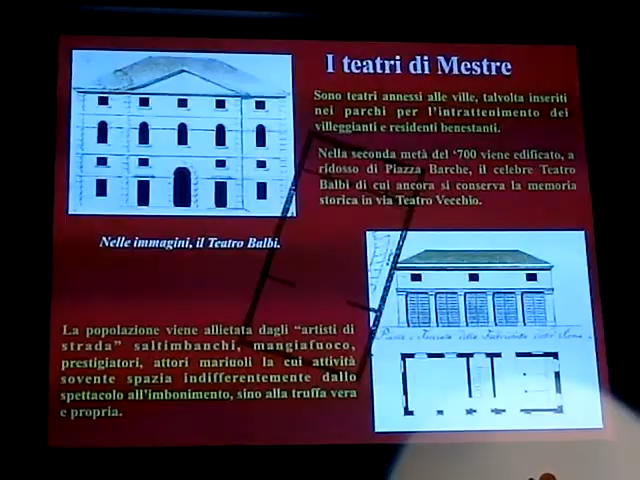 I teatri di Mestre
Sono teatri annessi alle ville, talvolta inseriti
nei parchi per l'intrattenimento dei
villeggianti e residenti benestanti.
Nella seconda metà del '700 viene edificato, a
ridosso di Piazza Barche, il celebre Teatro
Balbi di cui ancora si conserva la memoria
storica in via Teatro Vecchio.
Nelle immagini, il Teatro Balbi.
La popolazione viene allietata dagli "artisti di
strada" saltimbanchi, mangiafuoco,
prestigiatori, attori mariuoli la cui attività
sovente spazia indifferentemente dallo
spettacolo all'imbonimento, sino alla truffa vera
e propria.